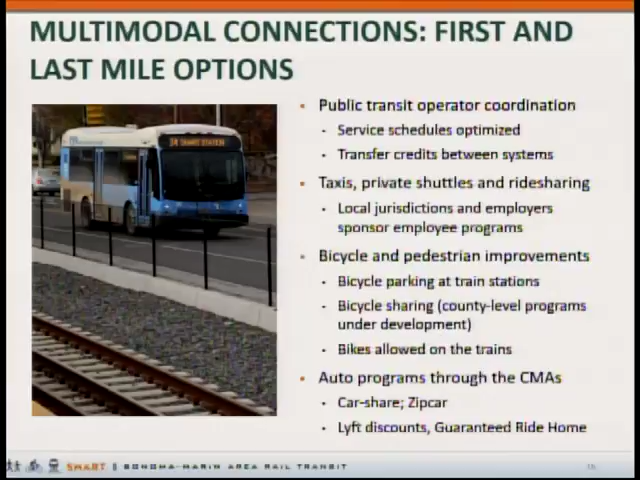 MULTIMODAL CONNECTIONS: FIRST AND
LAST MILE OPTIONS
• Public transit operator coordination
• Service schedules optimized
• Transfer credits between systems
• Taxis, private shuttles and ridesharing
• Local jurisdictions and employers
sponsor employee programs
• Bicycle and pedestrian improvements
• Bicycle parking at train stations
• Bicycle sharing (county-level programs
under development)
• Bikes allowed on the trains
• Auto programs through the CMAs
• Car-share; Zipcar
• Lyft discounts, Guaranteed Ride Home
SMART | SONOMA-MARIN AREA RAIL TRANSIT